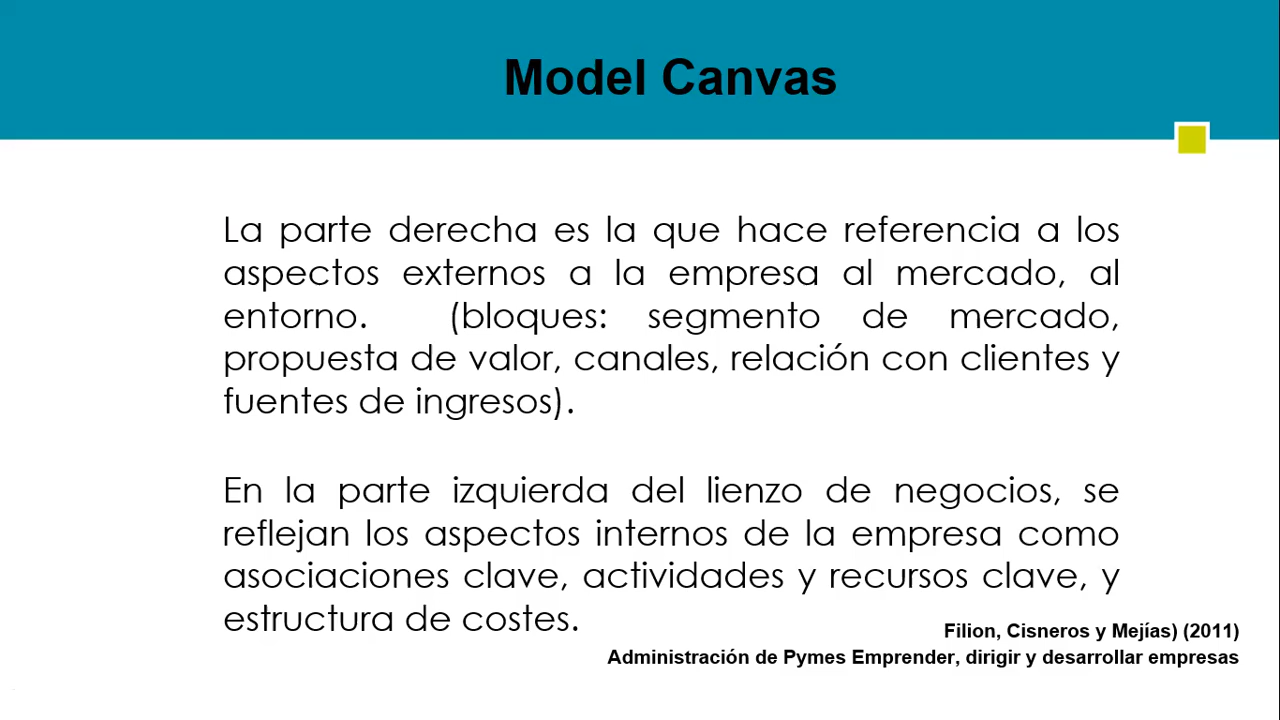 Model Canvas
La parte derecha es la que hace referencia a los
aspectos externos a la empresa al mercado, al
entorno. (bloques: segmento de mercado,
propuesta de valor, canales, relación con clientes y
fuentes de ingresos).
En la parte izquierda del lienzo de negocios, se
reflejan los aspectos internos de la empresa como
asociaciones clave, actividades y recursos clave, y
estructura de costes.
Filion, Cisneros y Mejías) (2011)
Administración de Pymes Emprender, dirigir y desarrollar empresas